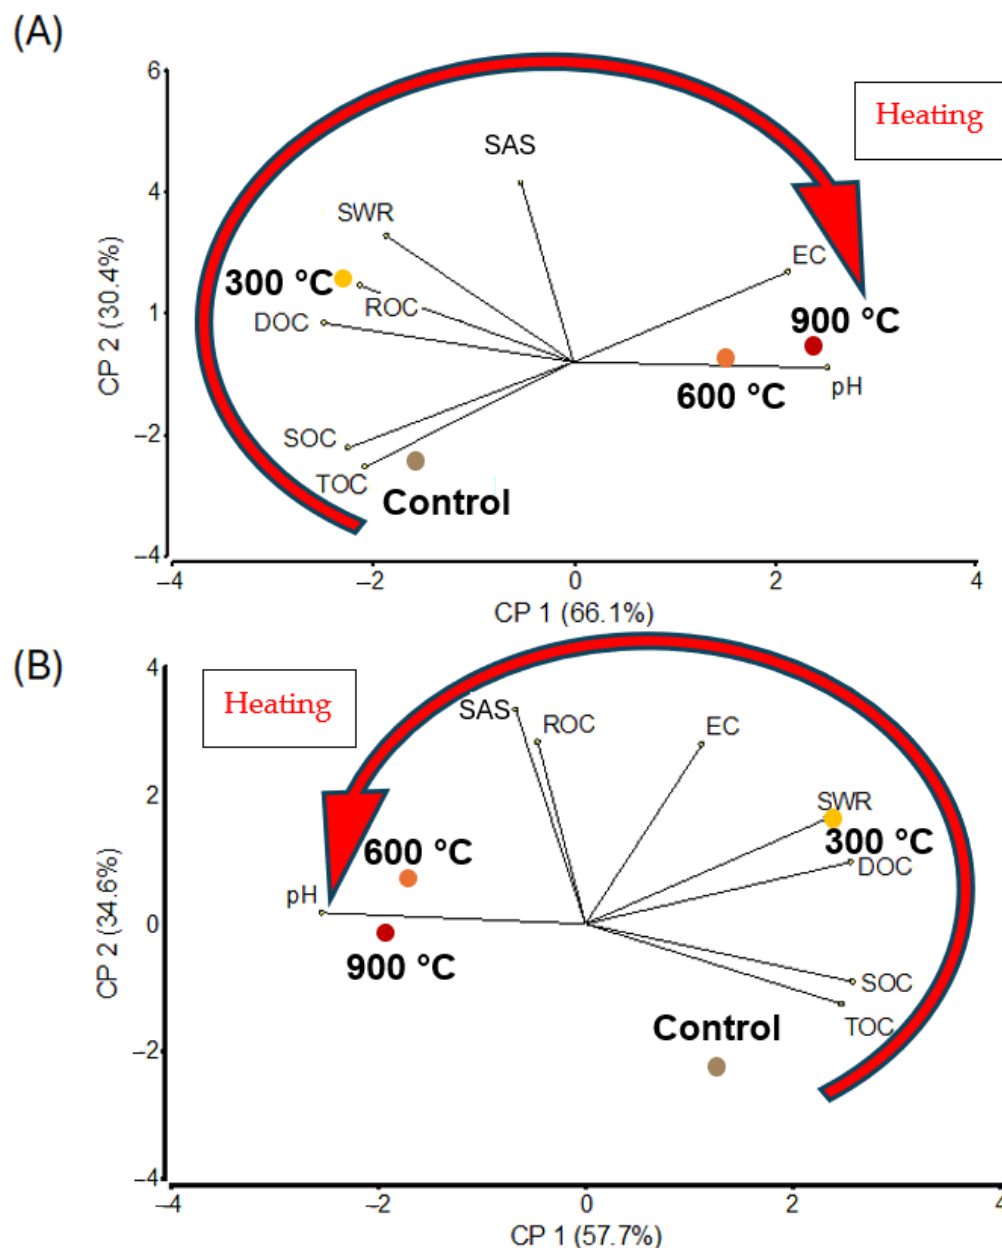 (A)
6
Heating
SAS
4
SWR
EC
300 °C
ROC
900 °C
DOC
1
CP 2 (30.4%)
600 °C
pH
SOC
−2
TOC
Control
−4
−4
−2
0
2
4
CP 1 (66.1%)
(B)
4
Heating
SAS
ROC
EC
2
SWR
600 °C
300 °C
DOC
pH
0
CP 2 (34.6%)
900 °C
SOC
TOC
Control
−2
−4
−4
−2
0
2
4
CP 1 (57.7%)